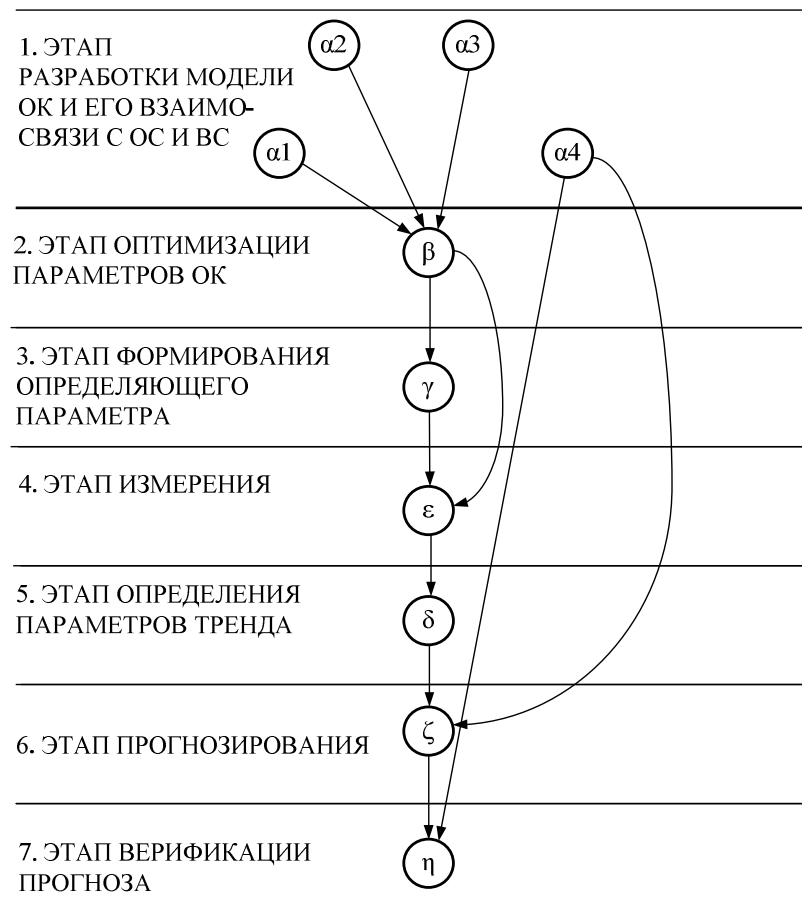 1. ЭТАП
РАЗРАБОТКИ МОДЕЛИ
ОК И ЕГО ВЗАИМО-
СВЯЗИ С ОС И ВС
α2
α3
α1
α4
2. ЭТАП ОПТИМИЗАЦИИ
ПАРАМЕТРОВ ОК
β
3. ЭТАП ФОРМИРОВАНИЯ
ОПРЕДЕЛЯЮЩЕГО
ПАРАМЕТРА
γ
4. ЭТАП ИЗМЕРЕНИЯ
ε
5. ЭТАП ОПРЕДЕЛЕНИЯ
ПАРАМЕТРОВ ТРЕНДА
δ
6. ЭТАП ПРОГНОЗИРОВАНИЯ
ζ
7. ЭТАП ВЕРИФИКАЦИИ
ПРОГНОЗА
η